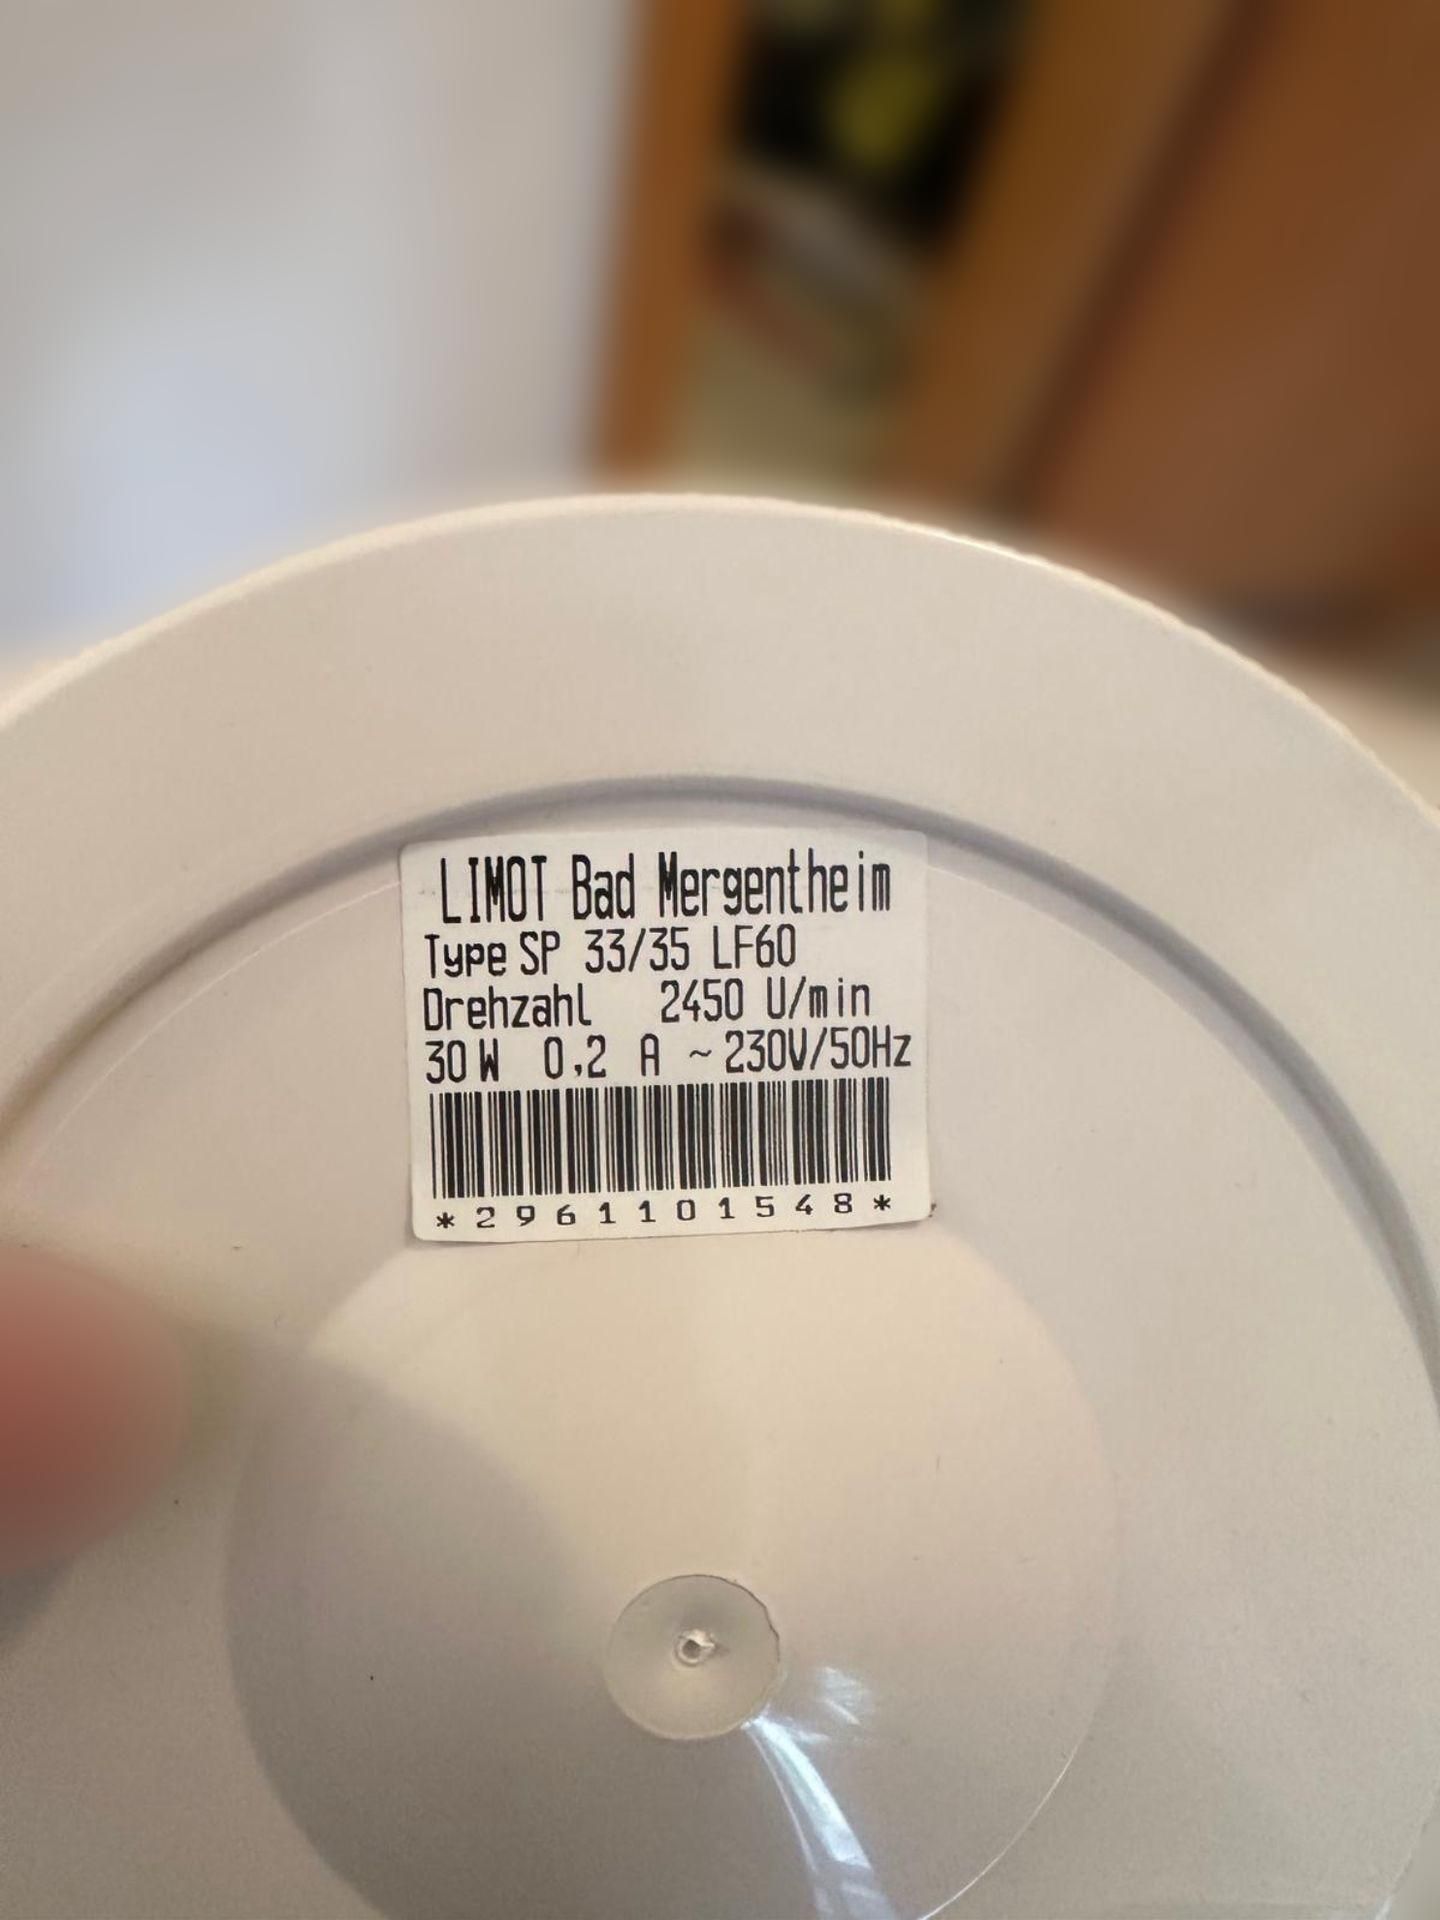 LIMOT Bad Mergentheim
Type SP 33/35 LF60
Drehzahl 2450 U/min
30 W 0,2 A ~ 230V/50Hz
*2961101548*